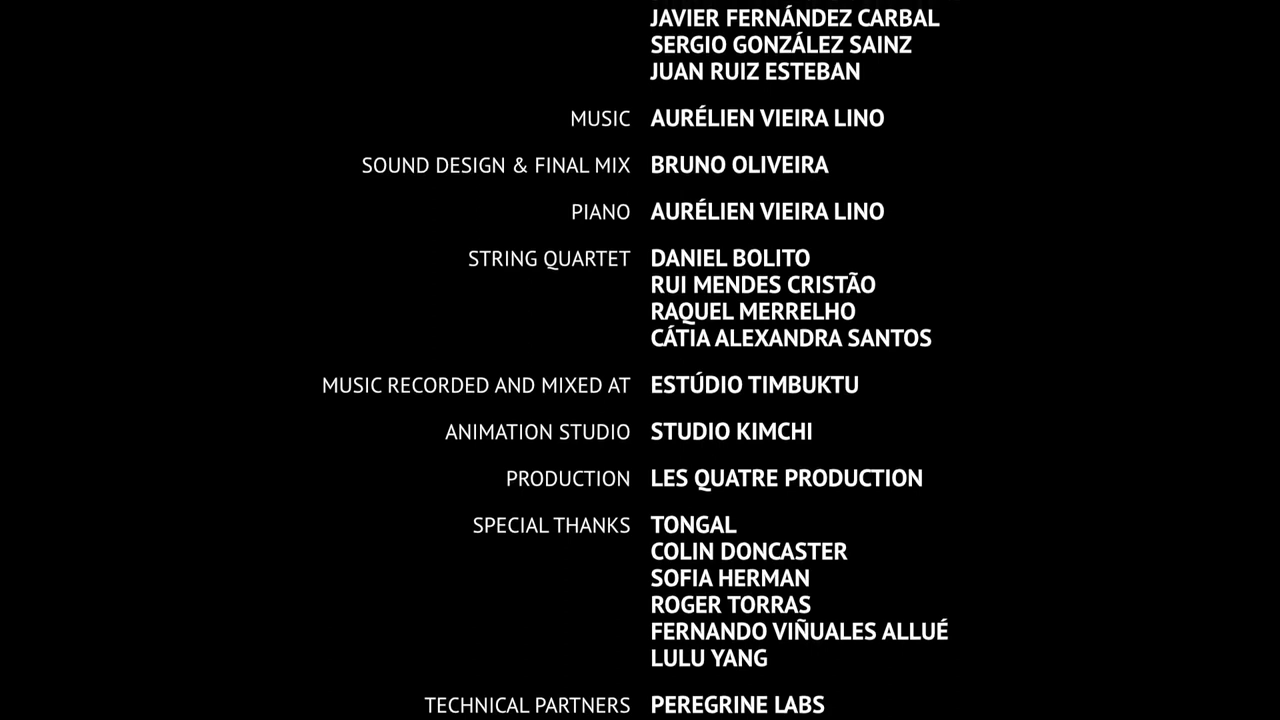 JAVIER FERNÁNDEZ CARBAL
SERGIO GONZÁLEZ SAINZ
JUAN RUIZ ESTEBAN
MUSIC AURÉLIEN VIEIRA LINO
SOUND DESIGN & FINAL MIX BRUNO OLIVEIRA
PIANO AURÉLIEN VIEIRA LINO
STRING QUARTET DANIEL BOLITO
RUI MENDES CRISTÃO
RAQUEL MERRELHO
CÁTIA ALEXANDRA SANTOS
MUSIC RECORDED AND MIXED AT ESTÚDIO TIMBUKTU
ANIMATION STUDIO STUDIO KIMCHI
PRODUCTION LES QUATRE PRODUCTION
SPECIAL THANKS TONGAL
COLIN DONCASTER
SOFIA HERMAN
ROGER TORRAS
FERNANDO VIÑUALES ALLUÉ
LULU YANG
TECHNICAL PARTNERS PEREGRINE LABS